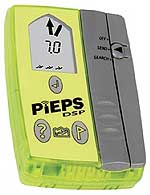 7.0
OFF
SEND
SEARCH
PIEPS
DSP
?